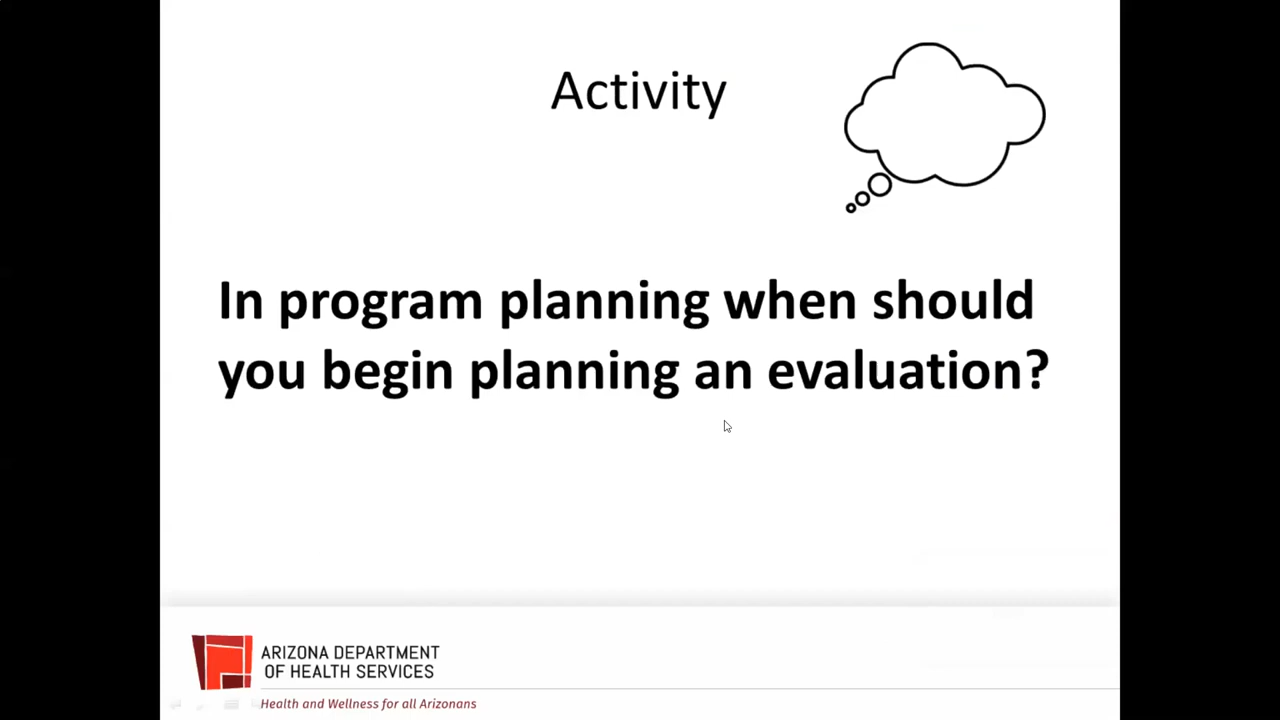 Activity
In program planning when should
you begin planning an evaluation?
ARIZONA DEPARTMENT
OF HEALTH SERVICES
Health and Wellness for all Arizonans